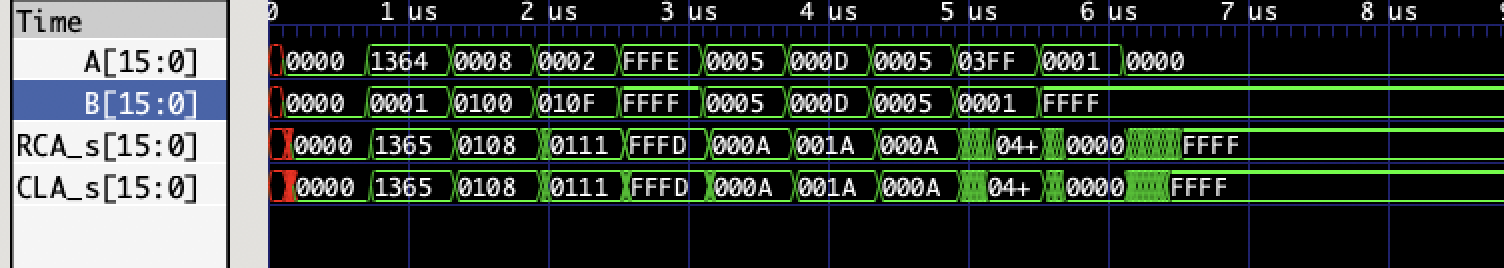 Time 0 1 us 2 us 3 us 4 us 5 us 6 us 7 us 8 us
A[15:0] 0000 1364 0008 0002 FFFE 0005 000D 0005 03FF 0001 0000
B[15:0] 0000 0001 0100 010F FFFF 0005 000D 0005 0001 FFFF
RCA_s[15:0] 0000 1365 0108 0111 FFFD 000A 001A 000A 04+ 0000 FFFF
CLA_s[15:0] 0000 1365 0108 0111 FFFD 000A 001A 000A 04+ 0000 FFFF